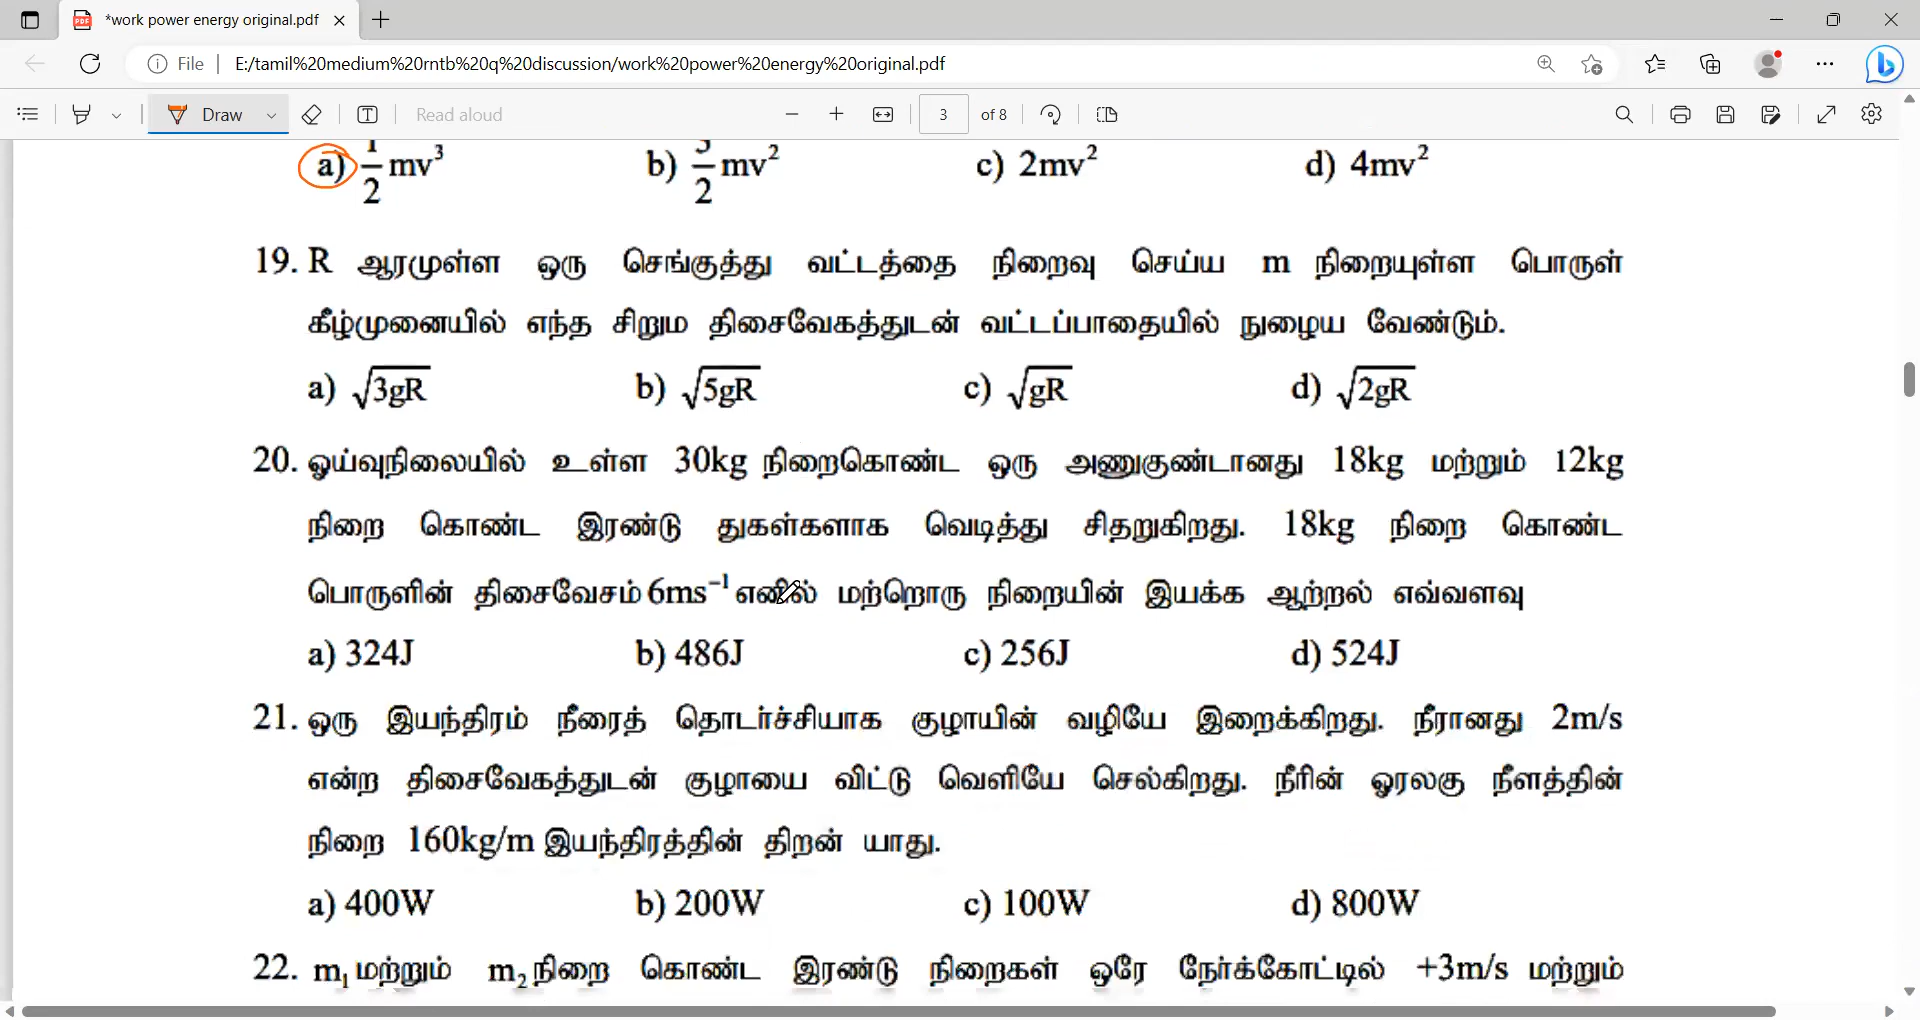 *work power energy original.pdf
File | E:/tamil%20medium%20rntb%20q%20discussion/work%20power%20energy%20original.pdf
Draw Read aloud 3 of 8
a) 1/2 mv³ b) 3/2 mv² c) 2mv² d) 4mv²
19. R ஆரமுள்ள ஒரு செங்குத்து வட்டத்தை நிறைவு செய்ய m நிறையுள்ள பொருள்
கீழ்முனையில் எந்த சிறும திசைவேகத்துடன் வட்டப்பாதையில் நுழைய வேண்டும்.
a) √3gR b) √5gR c) √gR d) √2gR
20. ஓய்வுநிலையில் உள்ள 30kg நிறைகொண்ட ஒரு அணுகுண்டானது 18kg மற்றும் 12kg
நிறை கொண்ட இரண்டு துகள்களாக வெடித்து சிதறுகிறது. 18kg நிறை கொண்ட
பொருளின் திசைவேசம் 6ms⁻¹ எனில் மற்றொரு நிறையின் இயக்க ஆற்றல் எவ்வளவு
a) 324J b) 486J c) 256J d) 524J
21. ஒரு இயந்திரம் நீரைத் தொடர்ச்சியாக குழாயின் வழியே இறைக்கிறது. நீரானது 2m/s
என்ற திசைவேகத்துடன் குழாயை விட்டு வெளியே செல்கிறது. நீரின் ஓரலகு நீளத்தின்
நிறை 160kg/m இயந்திரத்தின் திறன் யாது.
a) 400W b) 200W c) 100W d) 800W
22. m₁ மற்றும் m₂ நிறை கொண்ட இரண்டு நிறைகள் ஒரே நேர்க்கோட்டில் +3m/s மற்றும்